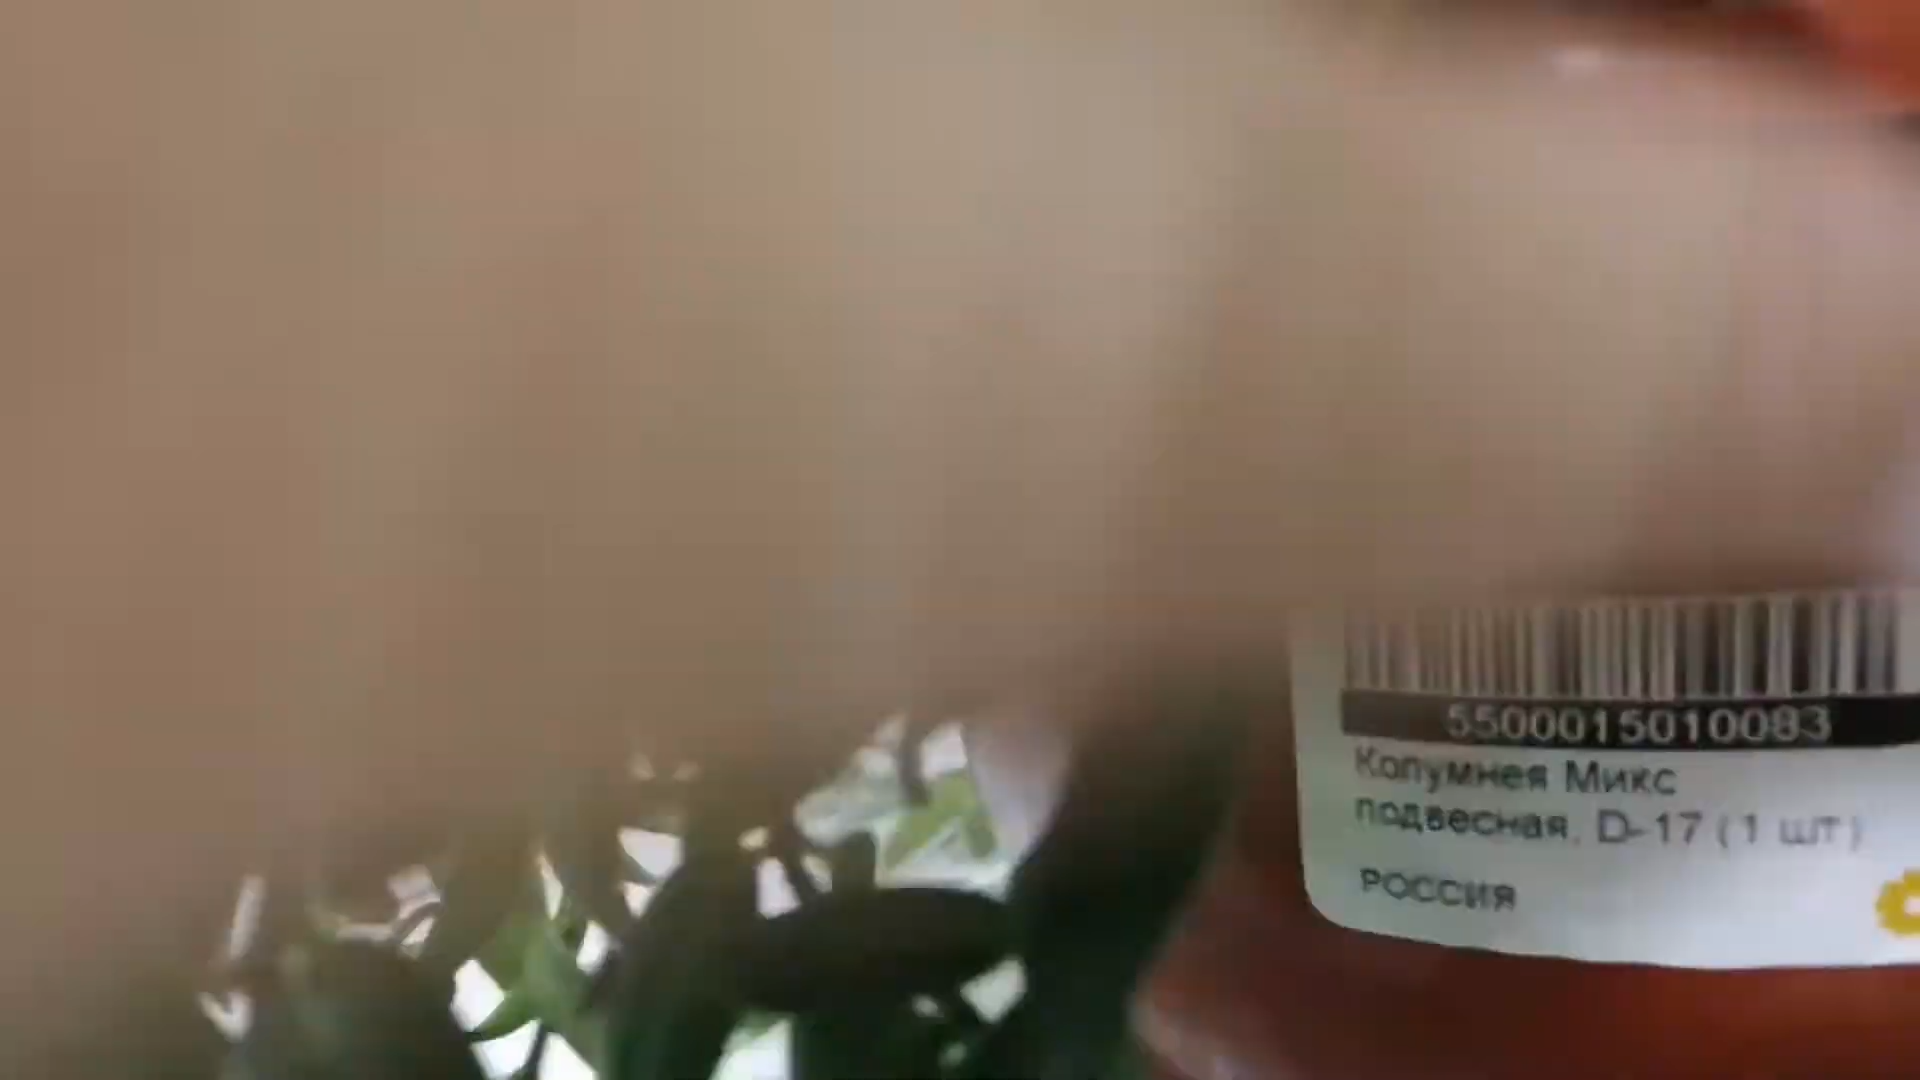 5500015010083
Колумнея Микс
подвесная, D-17 (1 шт)
РОССИЯ